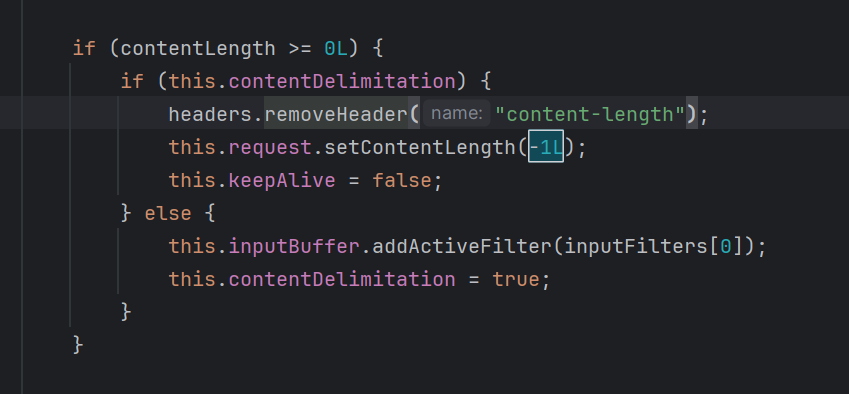 if (contentLength >= 0L) {
if (this.contentDelimitation) {
headers.removeHeader( name: "content-length");
this.request.setContentLength(-1L);
this.keepAlive = false;
} else {
this.inputBuffer.addActiveFilter(inputFilters[0]);
this.contentDelimitation = true;
}
}